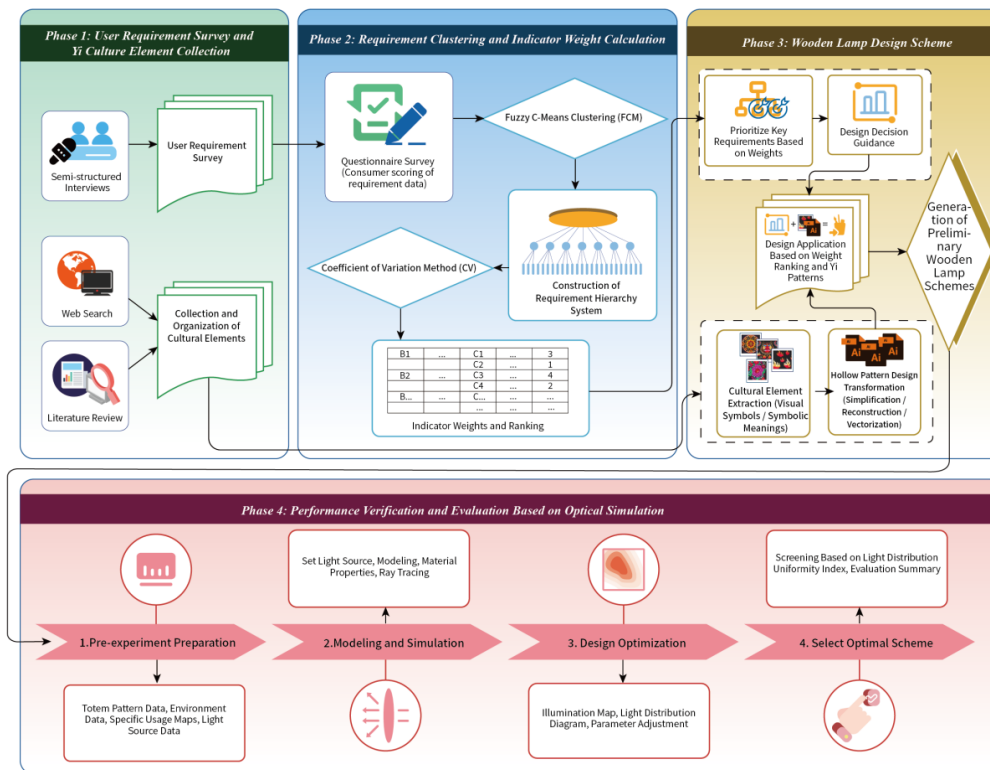 Phase 1: User Requirement Survey and
Yi Culture Element Collection
Semi-structured
Interviews
User Requirement
Survey
Web Search
Literature Review
Collection and
Organization of
Cultural Elements
Phase 2: Requirement Clustering and Indicator Weight Calculation
Questionnaire Survey
(Consumer scoring of
requirement data)
Fuzzy C-Means Clustering (FCM)
Construction of
Requirement Hierarchy
System
Coefficient of Variation Method (CV)
B1 ... C1 ... 3
C2 ... 1
B2 ... C3 ... 4
C4 ... 2
B... C... ... ...
... ... ...
Indicator Weights and Ranking
Phase 3: Wooden Lamp Design Scheme
Prioritize Key
Requirements Based
on Weights
Design Decision
Guidance
+ Ai =
Design Application
Based on Weight
Ranking and Yi
Patterns
Genera-
tion of
Prelimi-
nary
Wooden
Lamp
Schemes
Cultural Element
Extraction (Visual
Symbols / Symbolic
Meanings)
Ai Ai Ai
Hollow Pattern Design
Transformation
(Simplification /
Reconstruction /
Vectorization)
Phase 4: Performance Verification and Evaluation Based on Optical Simulation
1.Pre-experiment Preparation
Totem Pattern Data, Environment
Data, Specific Usage Maps, Light
Source Data
Set Light Source, Modeling, Material
Properties, Ray Tracing
2.Modeling and Simulation
3. Design Optimization
Illumination Map, Light Distribution
Diagram, Parameter Adjustment
Screening Based on Light Distribution
Uniformity Index, Evaluation Summary
4. Select Optimal Scheme